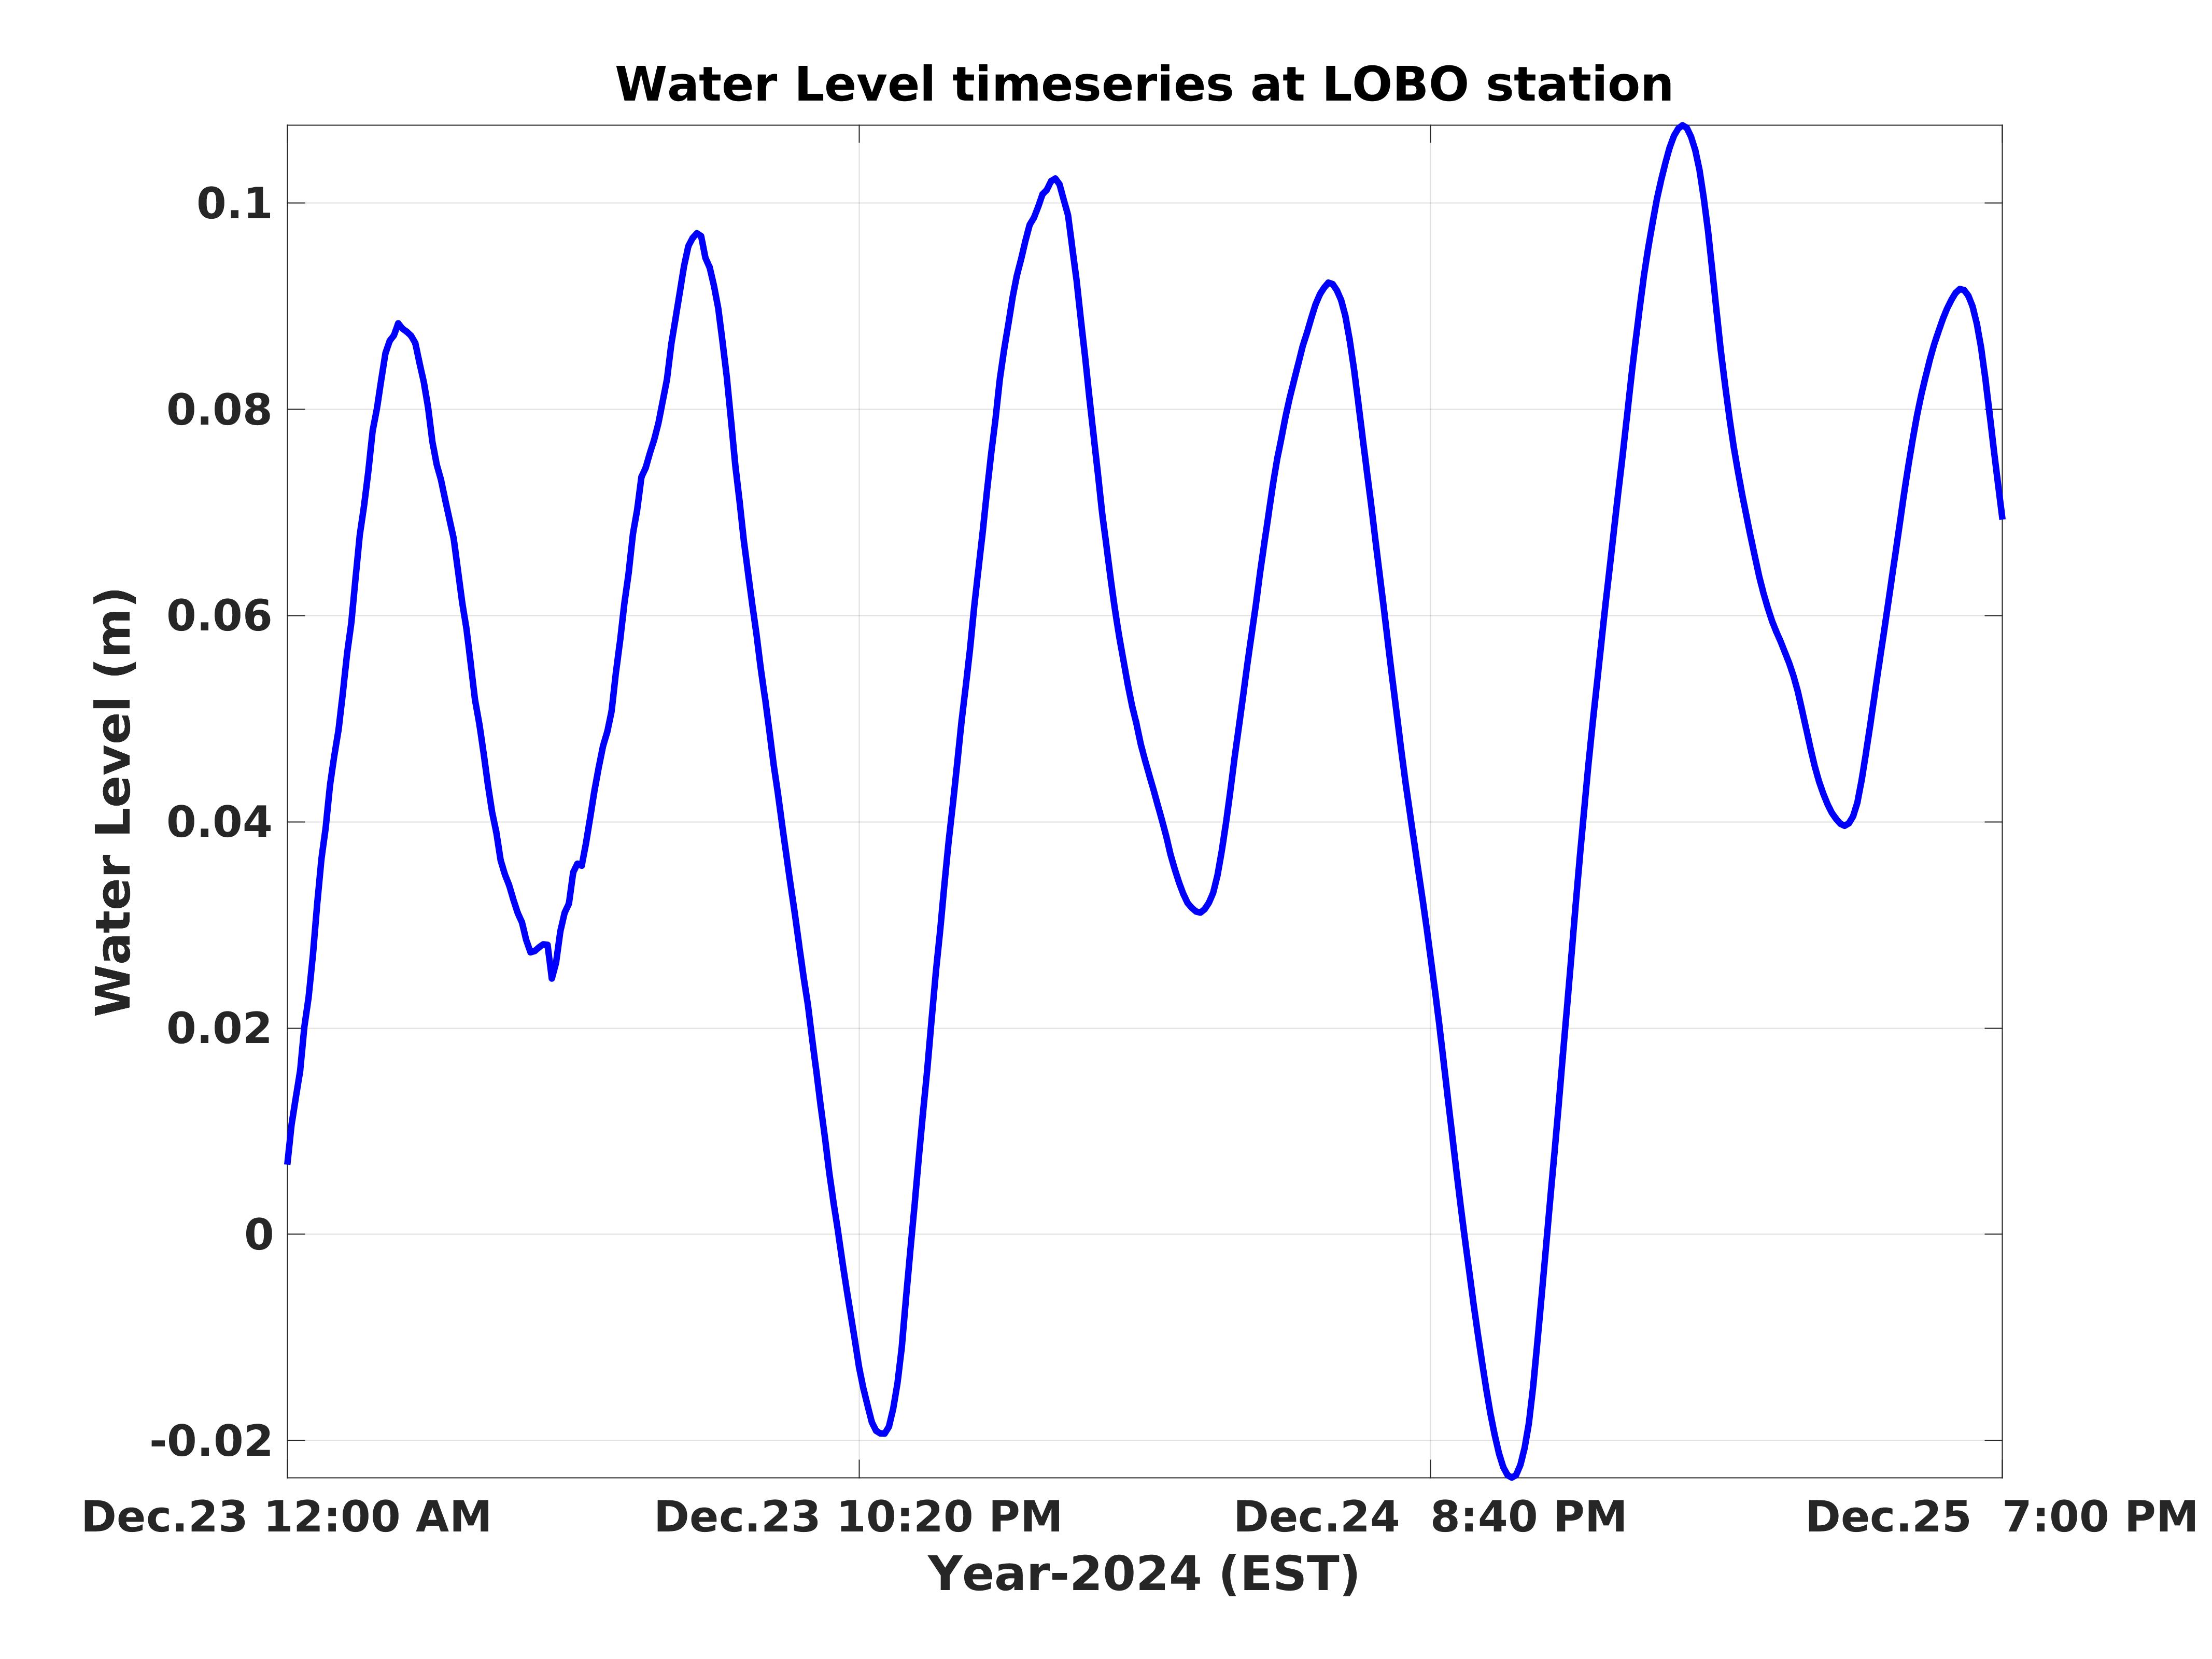 Water Level timeseries at LOBO station
Water Level (m)
0.1
0.08
0.06
0.04
0.02
0
-0.02
Dec.23 12:00 AM Dec.23 10:20 PM Dec.24 8:40 PM Dec.25 7:00 PM
Year-2024 (EST)